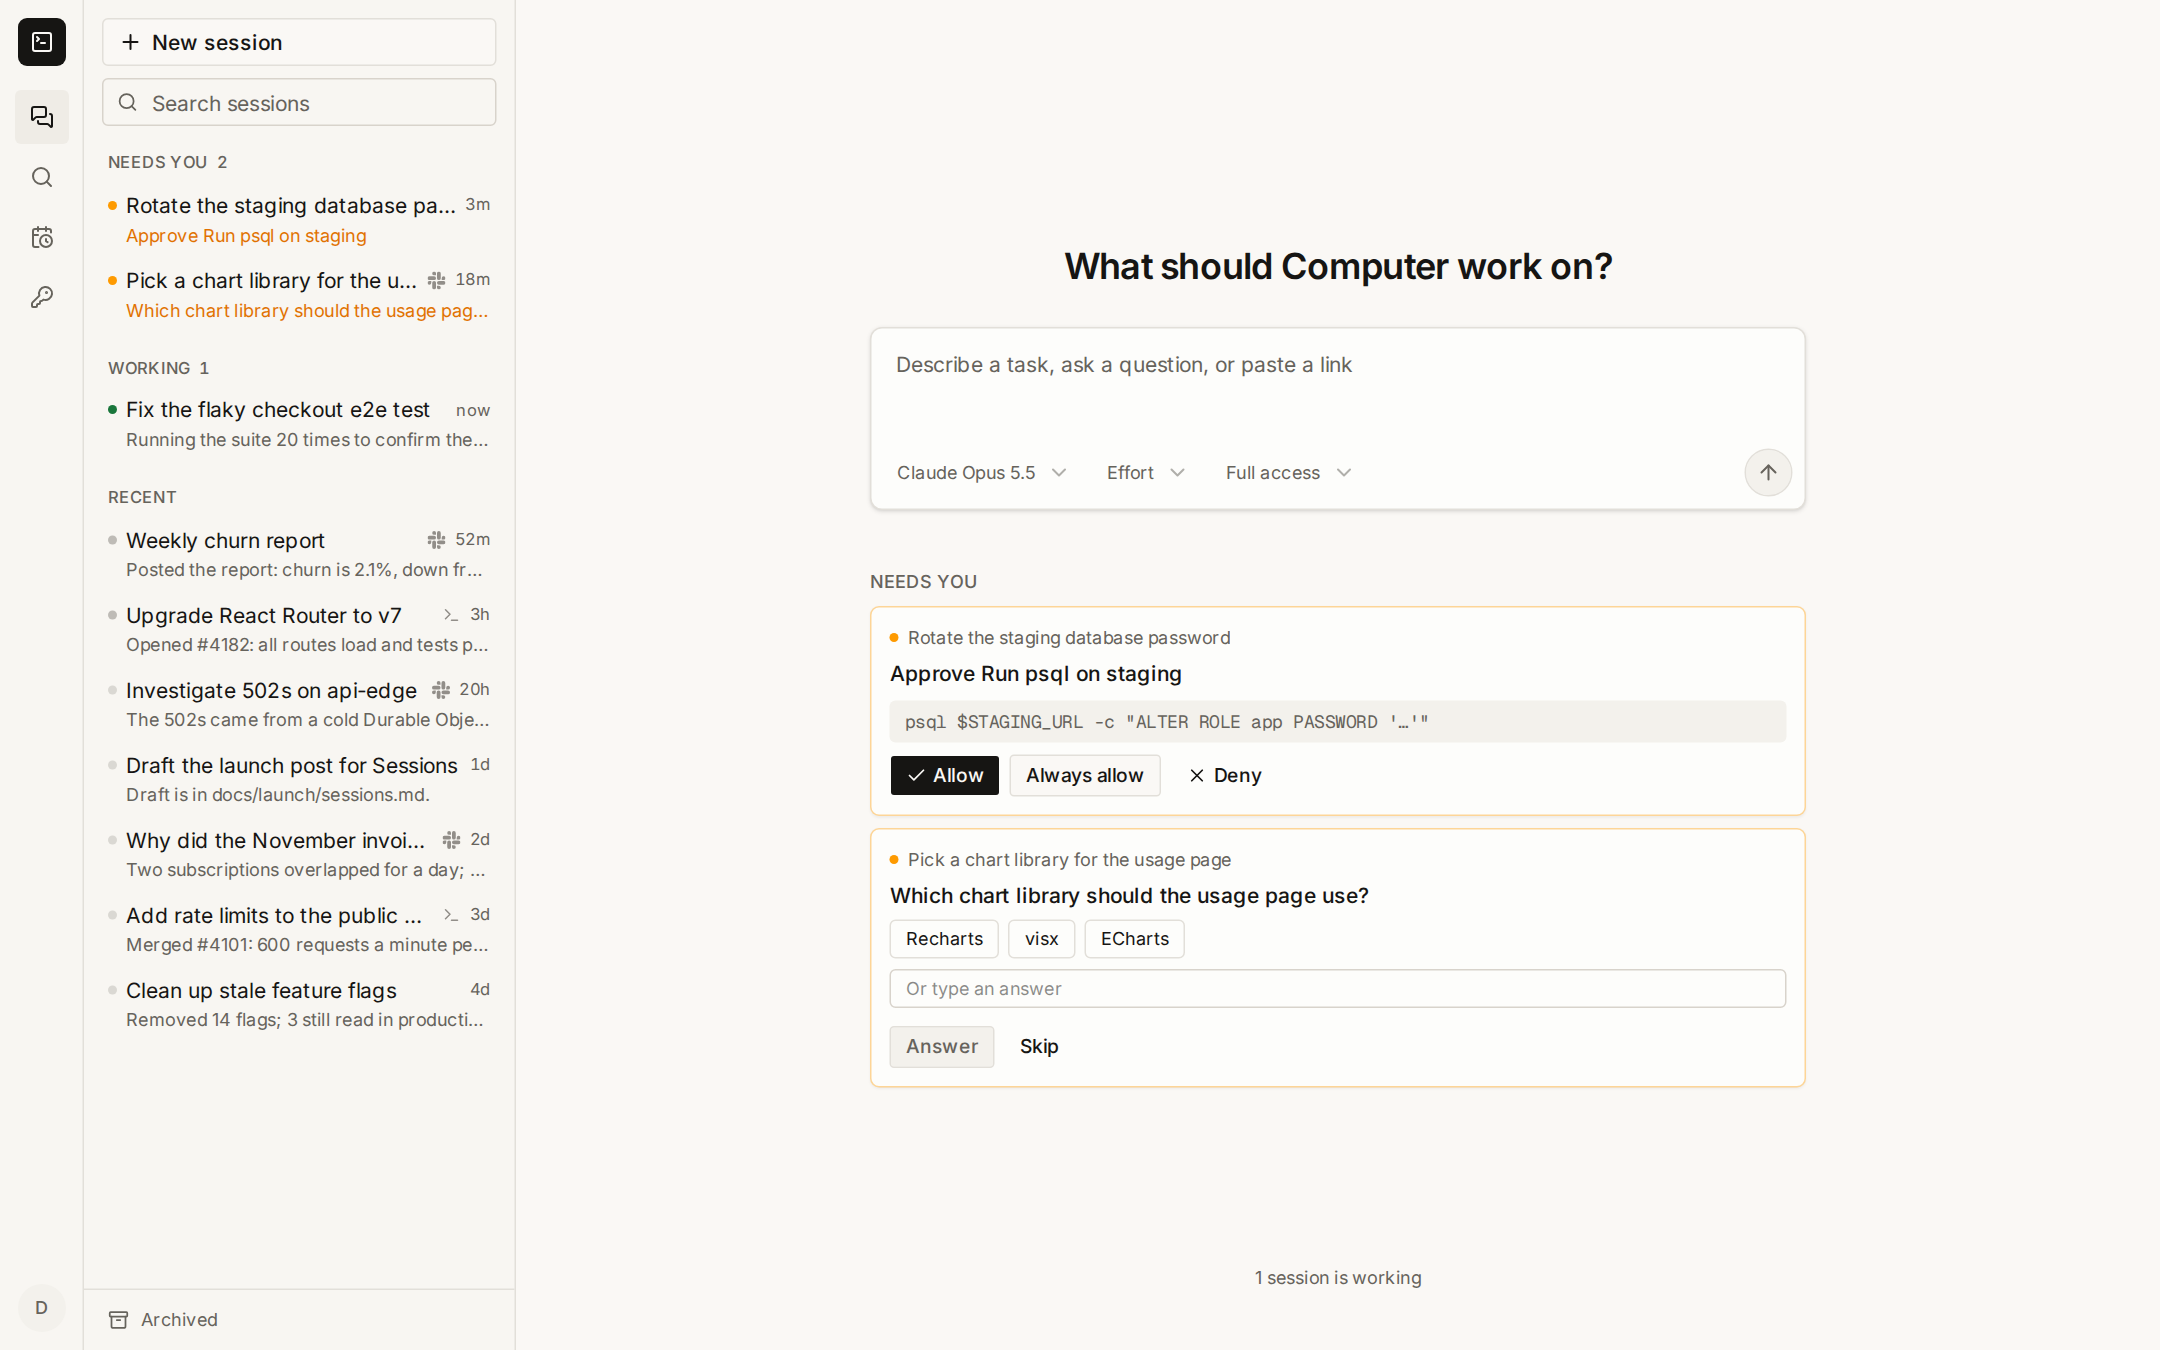 New session
Search sessions
NEEDS YOU 2
Rotate the staging database pa... 3m
Approve Run psql on staging
Pick a chart library for the u... 18m
Which chart library should the usage pag...
WORKING 1
Fix the flaky checkout e2e test now
Running the suite 20 times to confirm the...
RECENT
Weekly churn report 52m
Posted the report: churn is 2.1%, down fr...
Upgrade React Router to v7 3h
Opened #4182: all routes load and tests p...
Investigate 502s on api-edge 20h
The 502s came from a cold Durable Obje...
Draft the launch post for Sessions 1d
Draft is in docs/launch/sessions.md.
Why did the November invoi... 2d
Two subscriptions overlapped for a day; ...
Add rate limits to the public ... 3d
Merged #4101: 600 requests a minute pe...
Clean up stale feature flags 4d
Removed 14 flags; 3 still read in producti...
D
Archived
What should Computer work on?
Describe a task, ask a question, or paste a link
Claude Opus 5.5 Effort Full access
NEEDS YOU
Rotate the staging database password
Approve Run psql on staging
psql $STAGING_URL -c "ALTER ROLE app PASSWORD '…'"
Allow Always allow Deny
Pick a chart library for the usage page
Which chart library should the usage page use?
Recharts visx ECharts
Or type an answer
Answer Skip
1 session is working